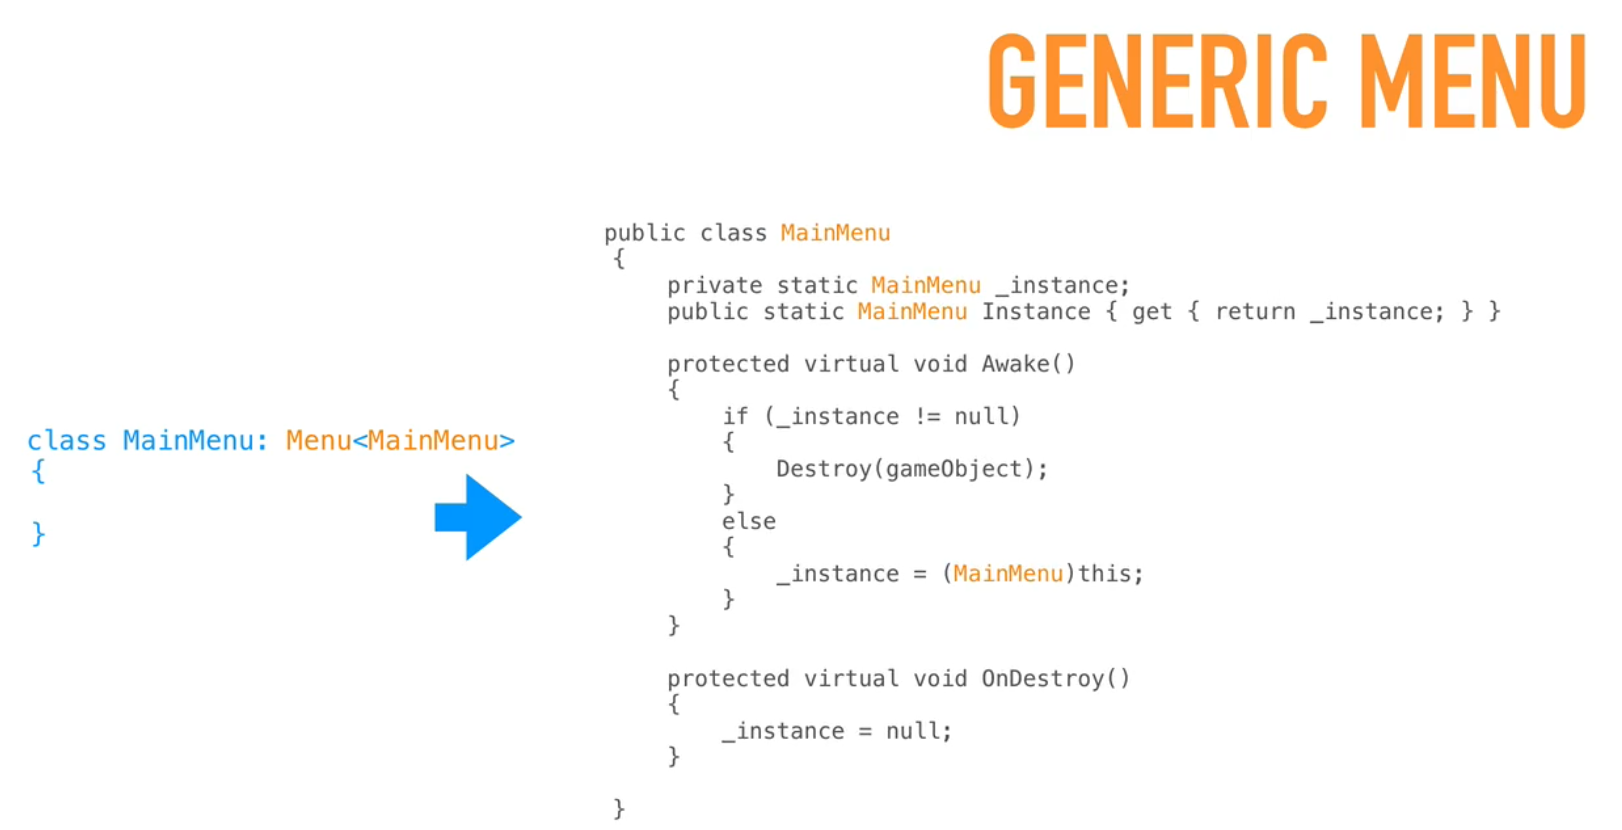 GENERIC MENU
class MainMenu: Menu<MainMenu>
{
}
public class MainMenu
{
private static MainMenu _instance;
public static MainMenu Instance { get { return _instance; } }
protected virtual void Awake()
{
if (_instance != null)
{
Destroy(gameObject);
}
else
{
_instance = (MainMenu)this;
}
}
protected virtual void OnDestroy()
{
_instance = null;
}
}